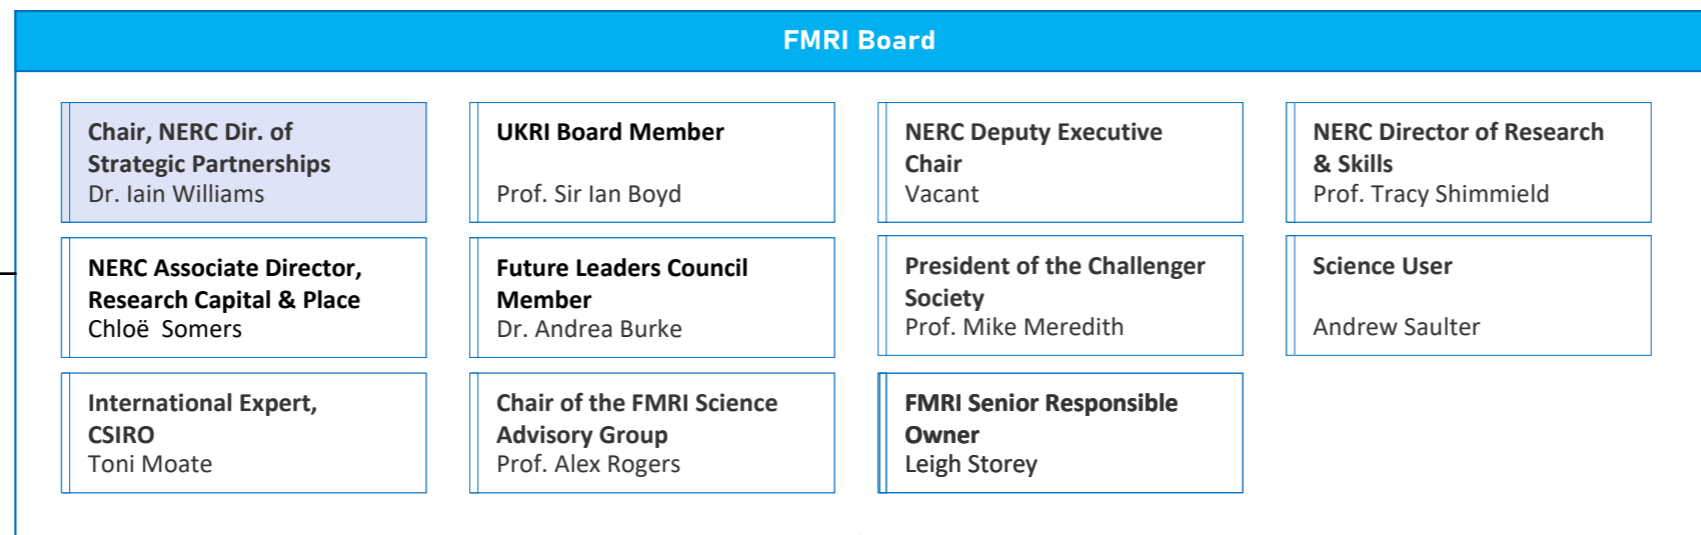 FMRI Board
Chair, NERC Dir. of
Strategic Partnerships
Dr. Iain Williams
UKRI Board Member
Prof. Sir Ian Boyd
NERC Deputy Executive
Chair
Vacant
NERC Director of Research
& Skills
Prof. Tracy Shimmield
NERC Associate Director,
Research Capital & Place
Chloë Somers
Future Leaders Council
Member
Dr. Andrea Burke
President of the Challenger
Society
Prof. Mike Meredith
Science User
Andrew Saulter
International Expert,
CSIRO
Toni Moate
Chair of the FMRI Science
Advisory Group
Prof. Alex Rogers
FMRI Senior Responsible
Owner
Leigh Storey